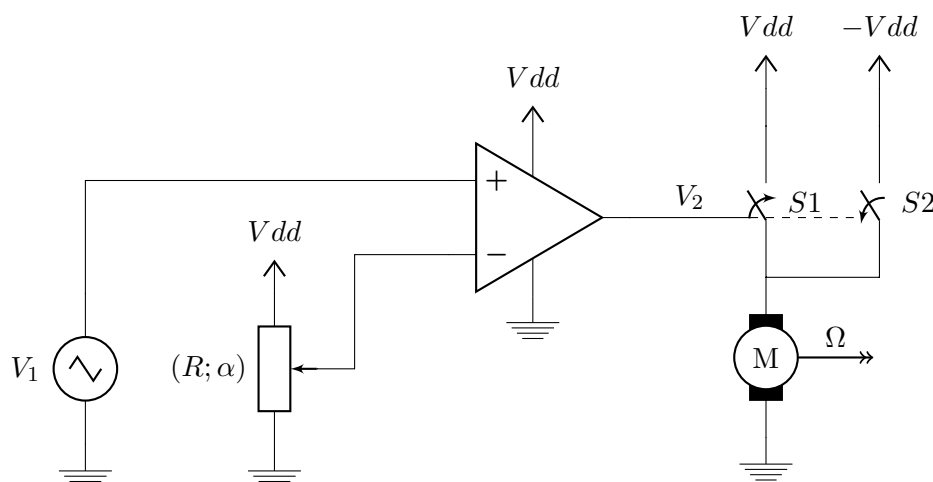 Vdd
−Vdd
Vdd
+
V₂
S1
S2
Vdd
−
V₁
(R; α)
M
Ω